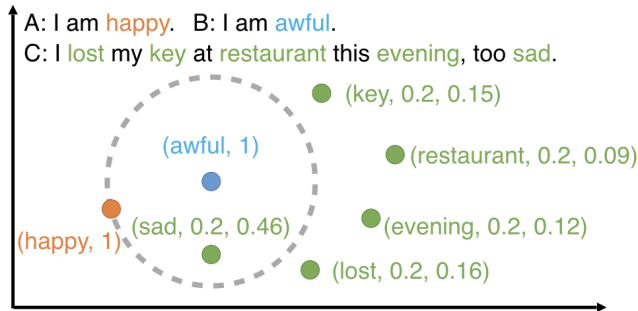 A: I am happy. B: I am awful.
C: I lost my key at restaurant this evening, too sad.
(key, 0.2, 0.15)
(awful, 1)
(restaurant, 0.2, 0.09)
(sad, 0.2, 0.46)
(evening, 0.2, 0.12)
(happy, 1)
(lost, 0.2, 0.16)